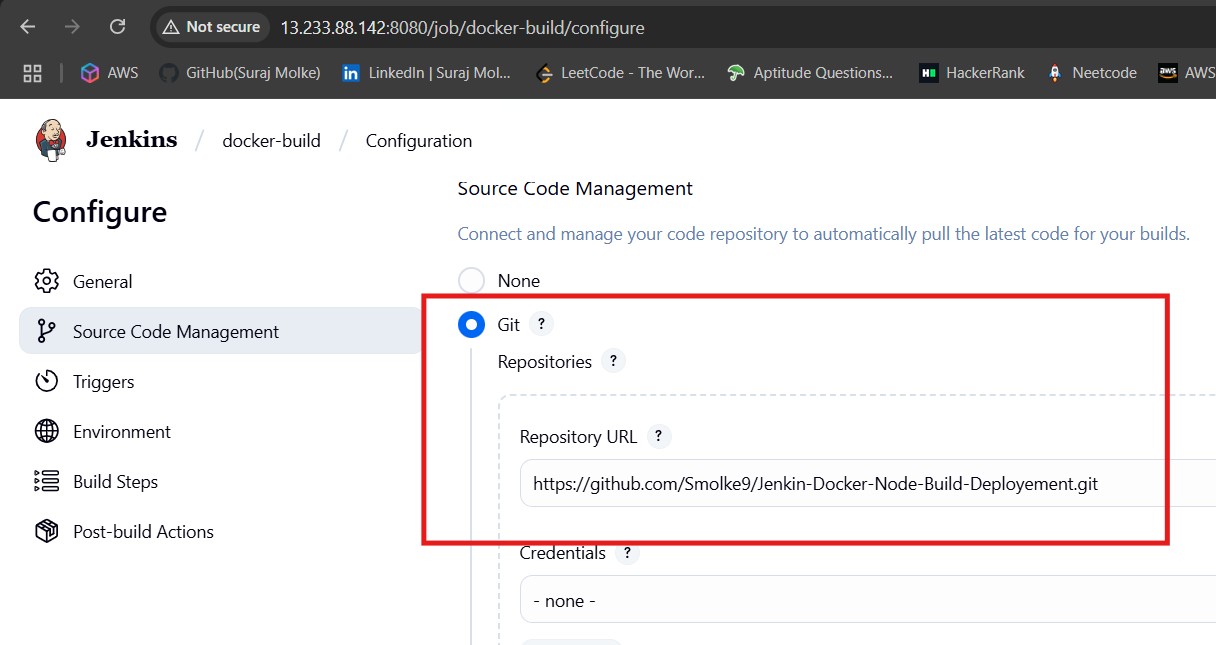 Not secure 13.233.88.142:8080/job/docker-build/configure
AWS GitHub(Suraj Molke) in LinkedIn | Suraj Mol... LeetCode - The Wor... Aptitude Questions... H HackerRank Neetcode aws AWS
Jenkins / docker-build / Configuration
Configure
General
Source Code Management
Triggers
Environment
Build Steps
Post-build Actions
Source Code Management
Connect and manage your code repository to automatically pull the latest code for your builds.
None
Git ?
Repositories ?
Repository URL ?
https://github.com/Smolke9/Jenkin-Docker-Node-Build-Deployement.git
Credentials ?
- none -